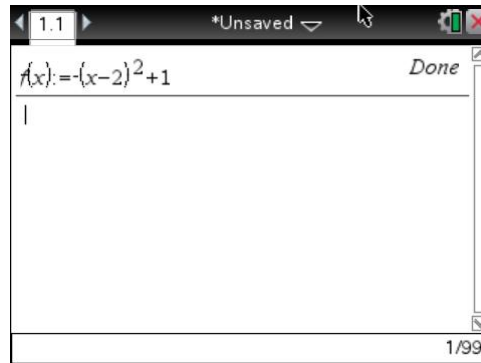 1.1 *Unsaved
f(x):=-(x-2)²+1 Done
1/99